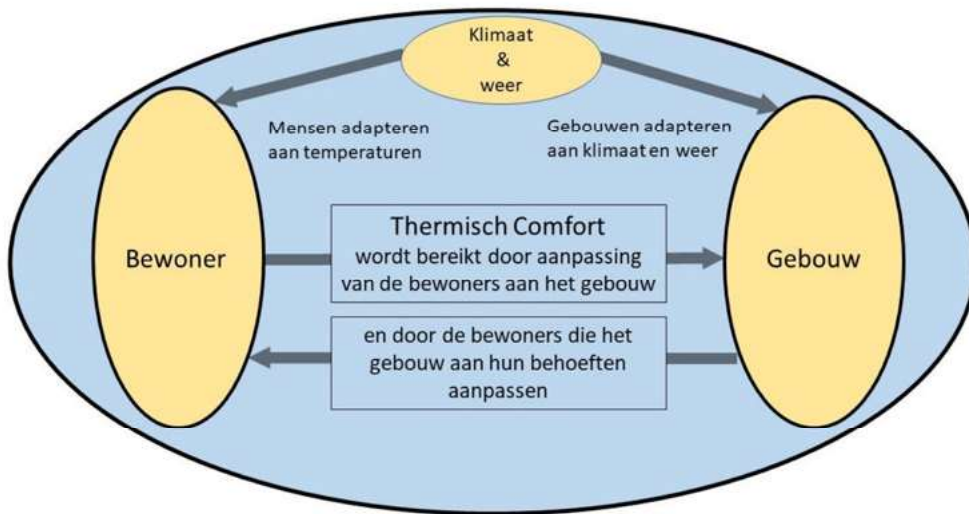 Klimaat
&
weer
Mensen adapteren
aan temperaturen
Gebouwen adapteren
aan klimaat en weer
Bewoner
Thermisch Comfort
wordt bereikt door aanpassing
van de bewoners aan het gebouw
Gebouw
en door de bewoners die het
gebouw aan hun behoeften
aanpassen